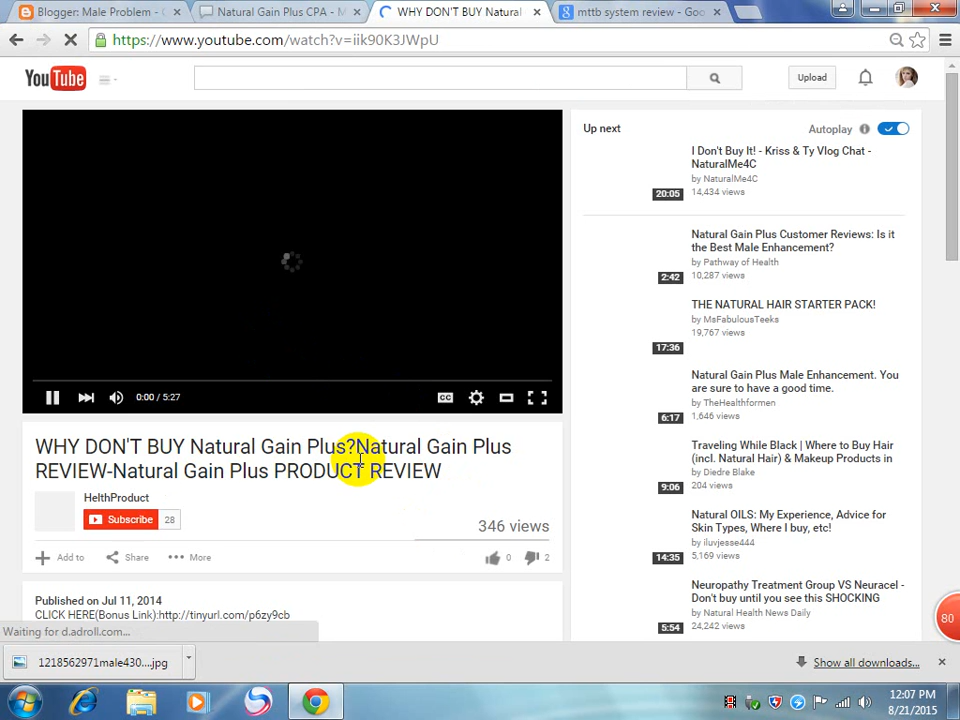 Blogger: Male Problem - C
Natural Gain Plus CPA - M
WHY DON'T BUY Natural
mttb system review - Goo
https://www.youtube.com/watch?v=iik90K3JWpU
YouTube
Upload
0:00 / 5:27
CC
WHY DON'T BUY Natural Gain Plus?Natural Gain Plus
REVIEW-Natural Gain Plus PRODUCT REVIEW
HelthProduct
Subscribe
28
346 views
Add to
Share
More
0
2
Published on Jul 11, 2014
CLICK HERE(Bonus Link):http://tinyurl.com/p6zy9cb
Up next
Autoplay
I Don't Buy It! - Kriss & Ty Vlog Chat -
NaturalMe4C
by NaturalMe4C
14,434 views
20:05
Natural Gain Plus Customer Reviews: Is it
the Best Male Enhancement?
by Pathway of Health
10,287 views
2:42
THE NATURAL HAIR STARTER PACK!
by MsFabulousTeeks
19,767 views
17:36
Natural Gain Plus Male Enhancement. You
are sure to have a good time.
by TheHealthformen
1,646 views
6:17
Traveling While Black | Where to Buy Hair
(incl. Natural Hair) & Makeup Products in
by Diedre Blake
204 views
9:06
Natural OILS: My Experience, Advice for
Skin Types, Where I buy, etc!
by iluvjesse444
5,169 views
14:35
Neuropathy Treatment Group VS Neuracel -
Don't buy until you see this SHOCKING
by Natural Health News Daily
24,242 views
5:54
80
Waiting for d.adroll.com...
1218562971male430....jpg
Show all downloads...
12:07 PM
8/21/2015